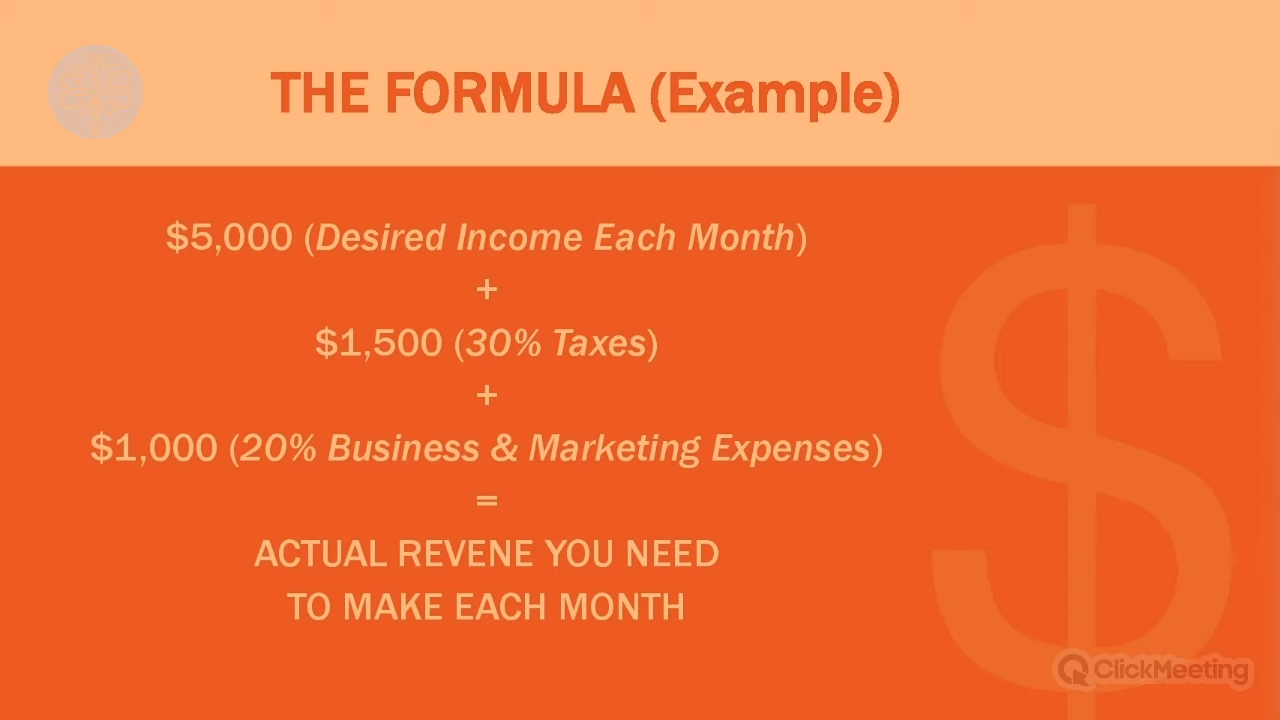 THE FORMULA (Example)
$5,000 (Desired Income Each Month)
+
$1,500 (30% Taxes)
+
$1,000 (20% Business & Marketing Expenses)
=
ACTUAL REVENE YOU NEED
TO MAKE EACH MONTH
$
ClickMeeting